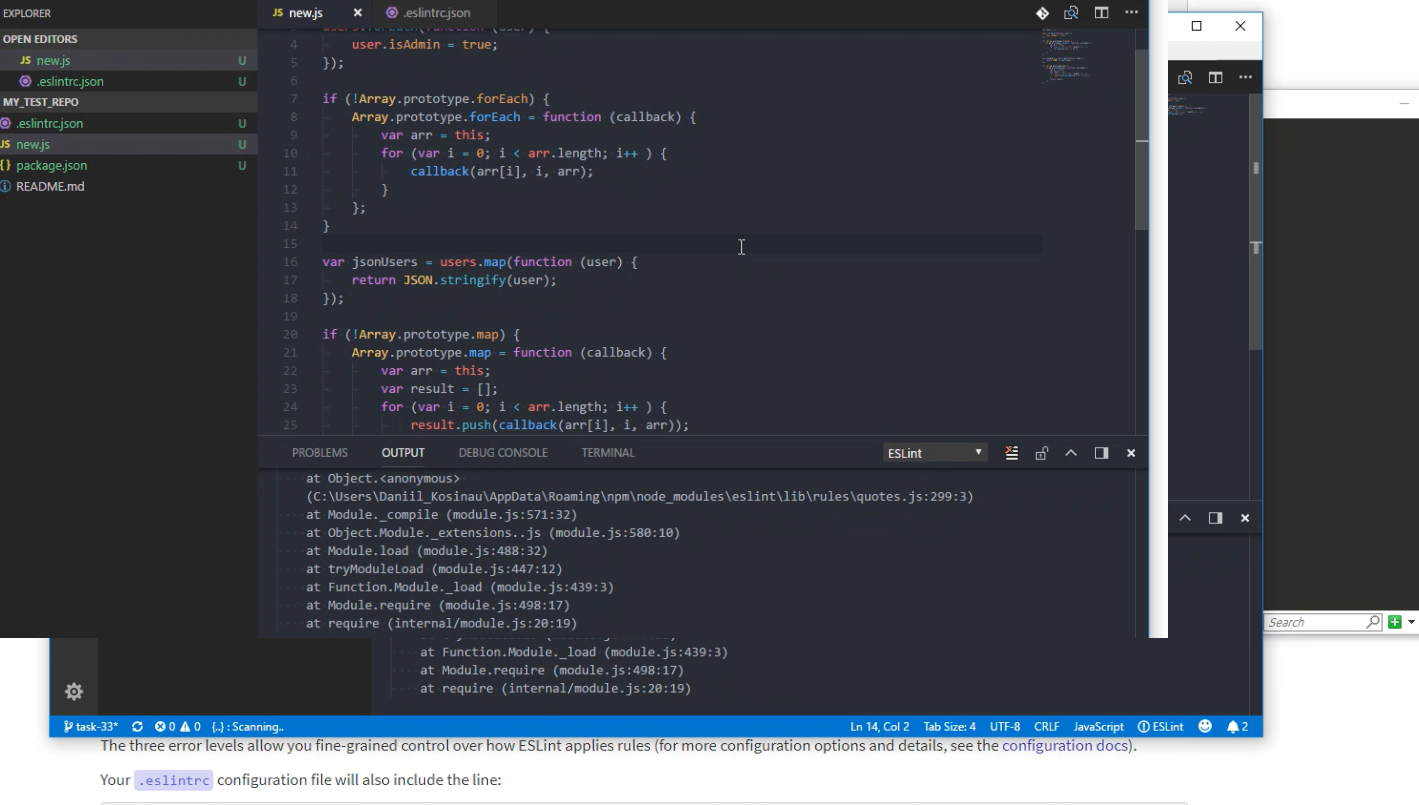 EXPLORER
OPEN EDITORS
JS new.js U
.eslintrc.json U
MY_TEST_REPO
.eslintrc.json U
JS new.js U
{} package.json U
README.md
JS new.js × .eslintrc.json
users.forEach(function (user) {
4 user.isAdmin = true;
5 });
6
7 if (!Array.prototype.forEach) {
8 Array.prototype.forEach = function (callback) {
9 var arr = this;
10 for (var i = 0; i < arr.length; i++ ) {
11 callback(arr[i], i, arr);
12 }
13 };
14 }
15
16 var jsonUsers = users.map(function (user) {
17 return JSON.stringify(user);
18 });
19
20 if (!Array.prototype.map) {
21 Array.prototype.map = function (callback) {
22 var arr = this;
23 var result = [];
24 for (var i = 0; i < arr.length; i++ ) {
25 result.push(callback(arr[i], i, arr));
PROBLEMS OUTPUT DEBUG CONSOLE TERMINAL ESLint
at Object.<anonymous>
(C:\Users\Daniil_Kosinau\AppData\Roaming\npm\node_modules\eslint\lib\rules\quotes.js:299:3)
at Module._compile (module.js:571:32)
at Object.Module._extensions..js (module.js:580:10)
at Module.load (module.js:488:32)
at tryModuleLoad (module.js:447:12)
at Function.Module._load (module.js:439:3)
at Module.require (module.js:498:17)
at require (internal/module.js:20:19)
Search
at Function.Module._load (module.js:439:3)
at Module.require (module.js:498:17)
at require (internal/module.js:20:19)
task-33* 0 0 {..} : Scanning.. Ln 14, Col 2 Tab Size: 4 UTF-8 CRLF JavaScript ESLint 2
The three error levels allow you fine-grained control over how ESLint applies rules (for more configuration options and details, see the configuration docs).
Your .eslintrc configuration file will also include the line: